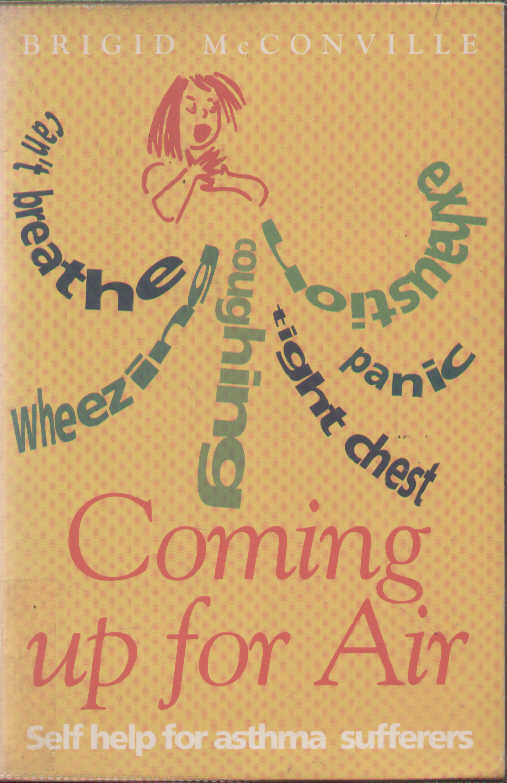 BRIGID McCONVILLE
can't breathe
wheezing
coughing
tight chest
panic
exhaustion
Coming
up for Air
Self help for asthma sufferers